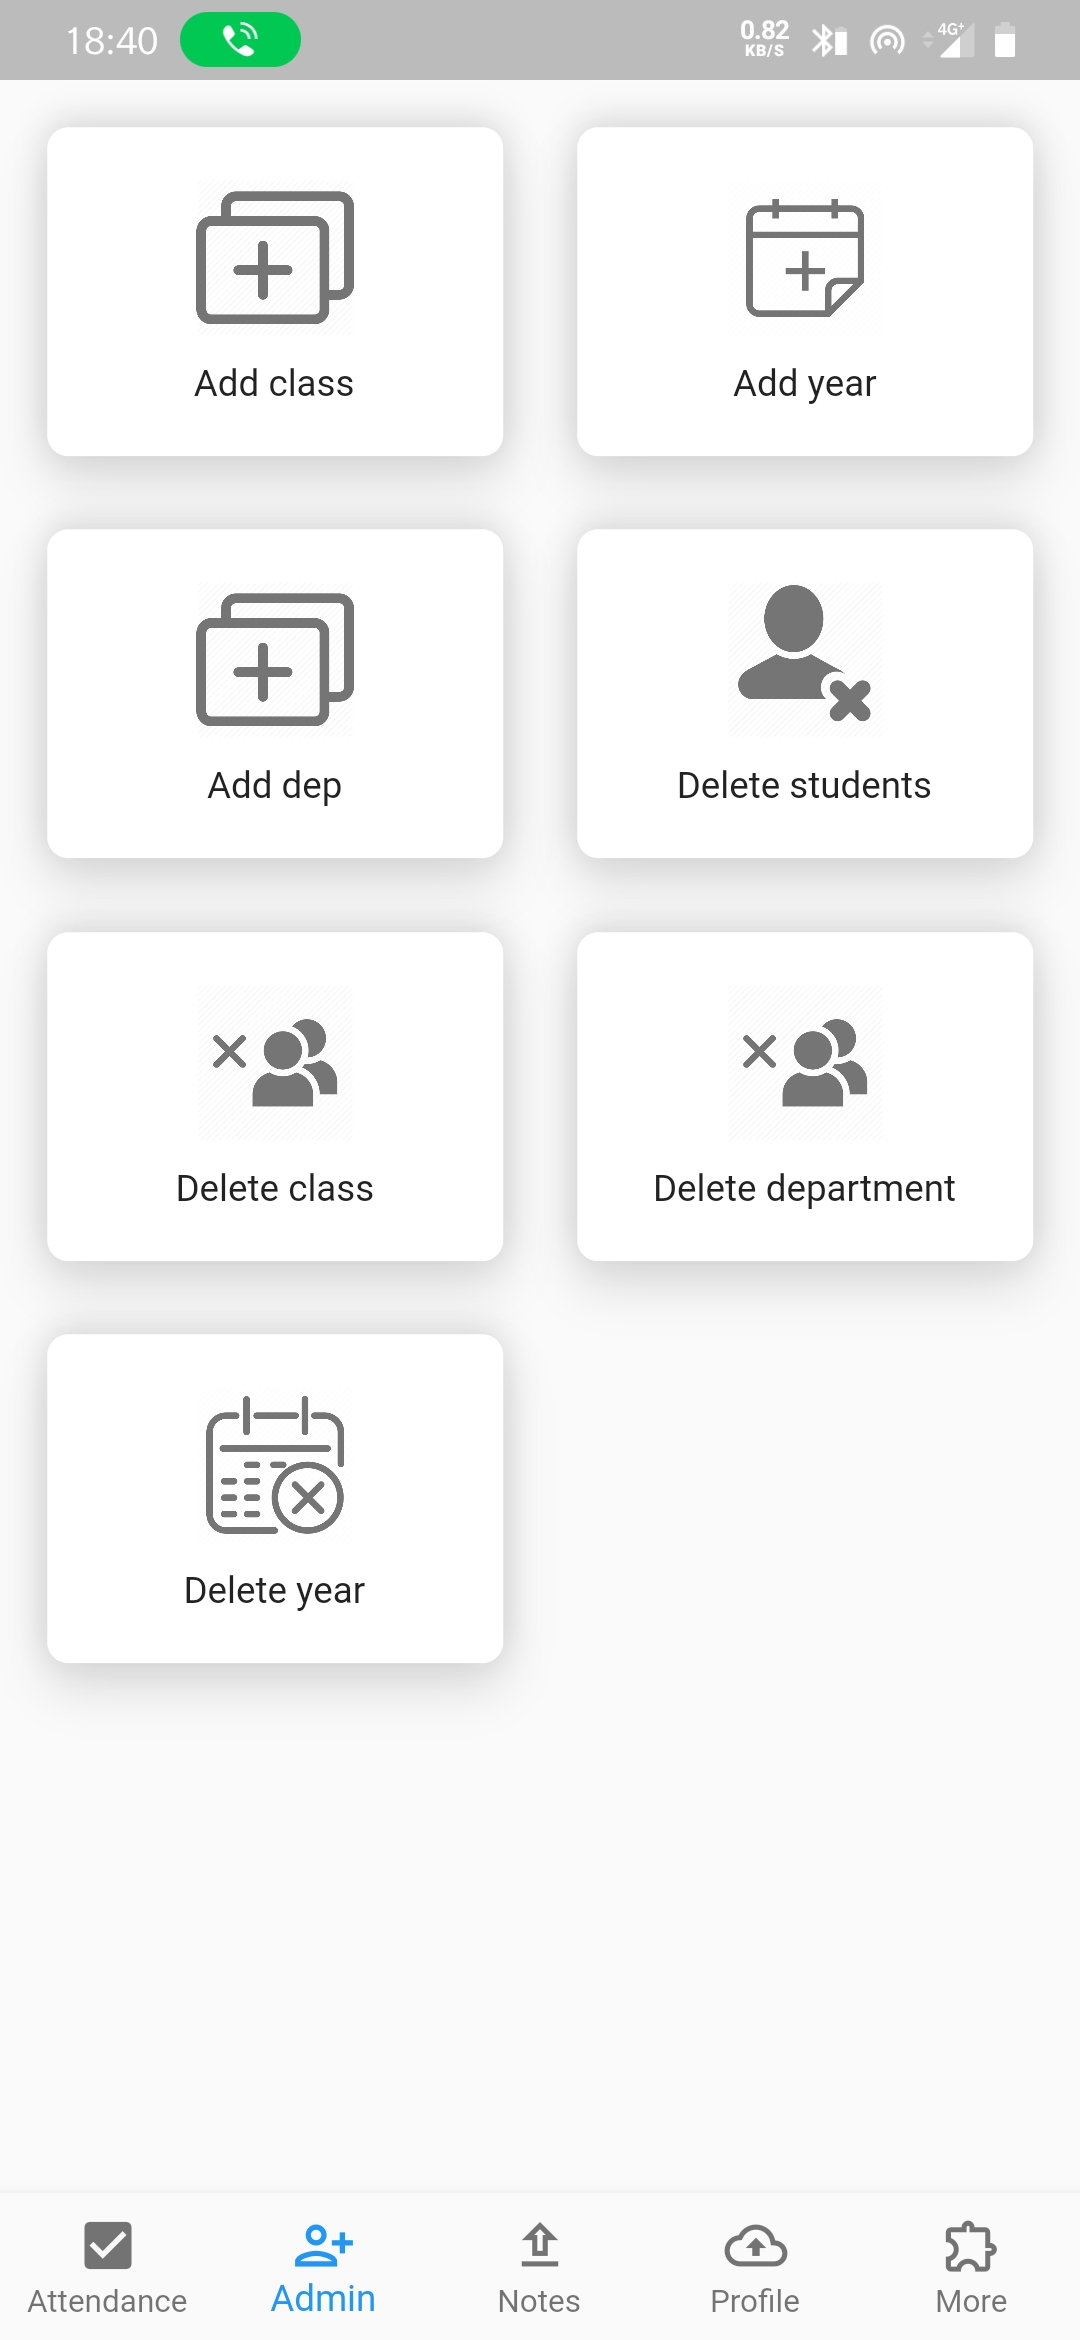 18:40
0.82
KB/S
4G+
Add class
Add year
Add dep
Delete students
Delete class
Delete department
Delete year
Attendance
Admin
Notes
Profile
More